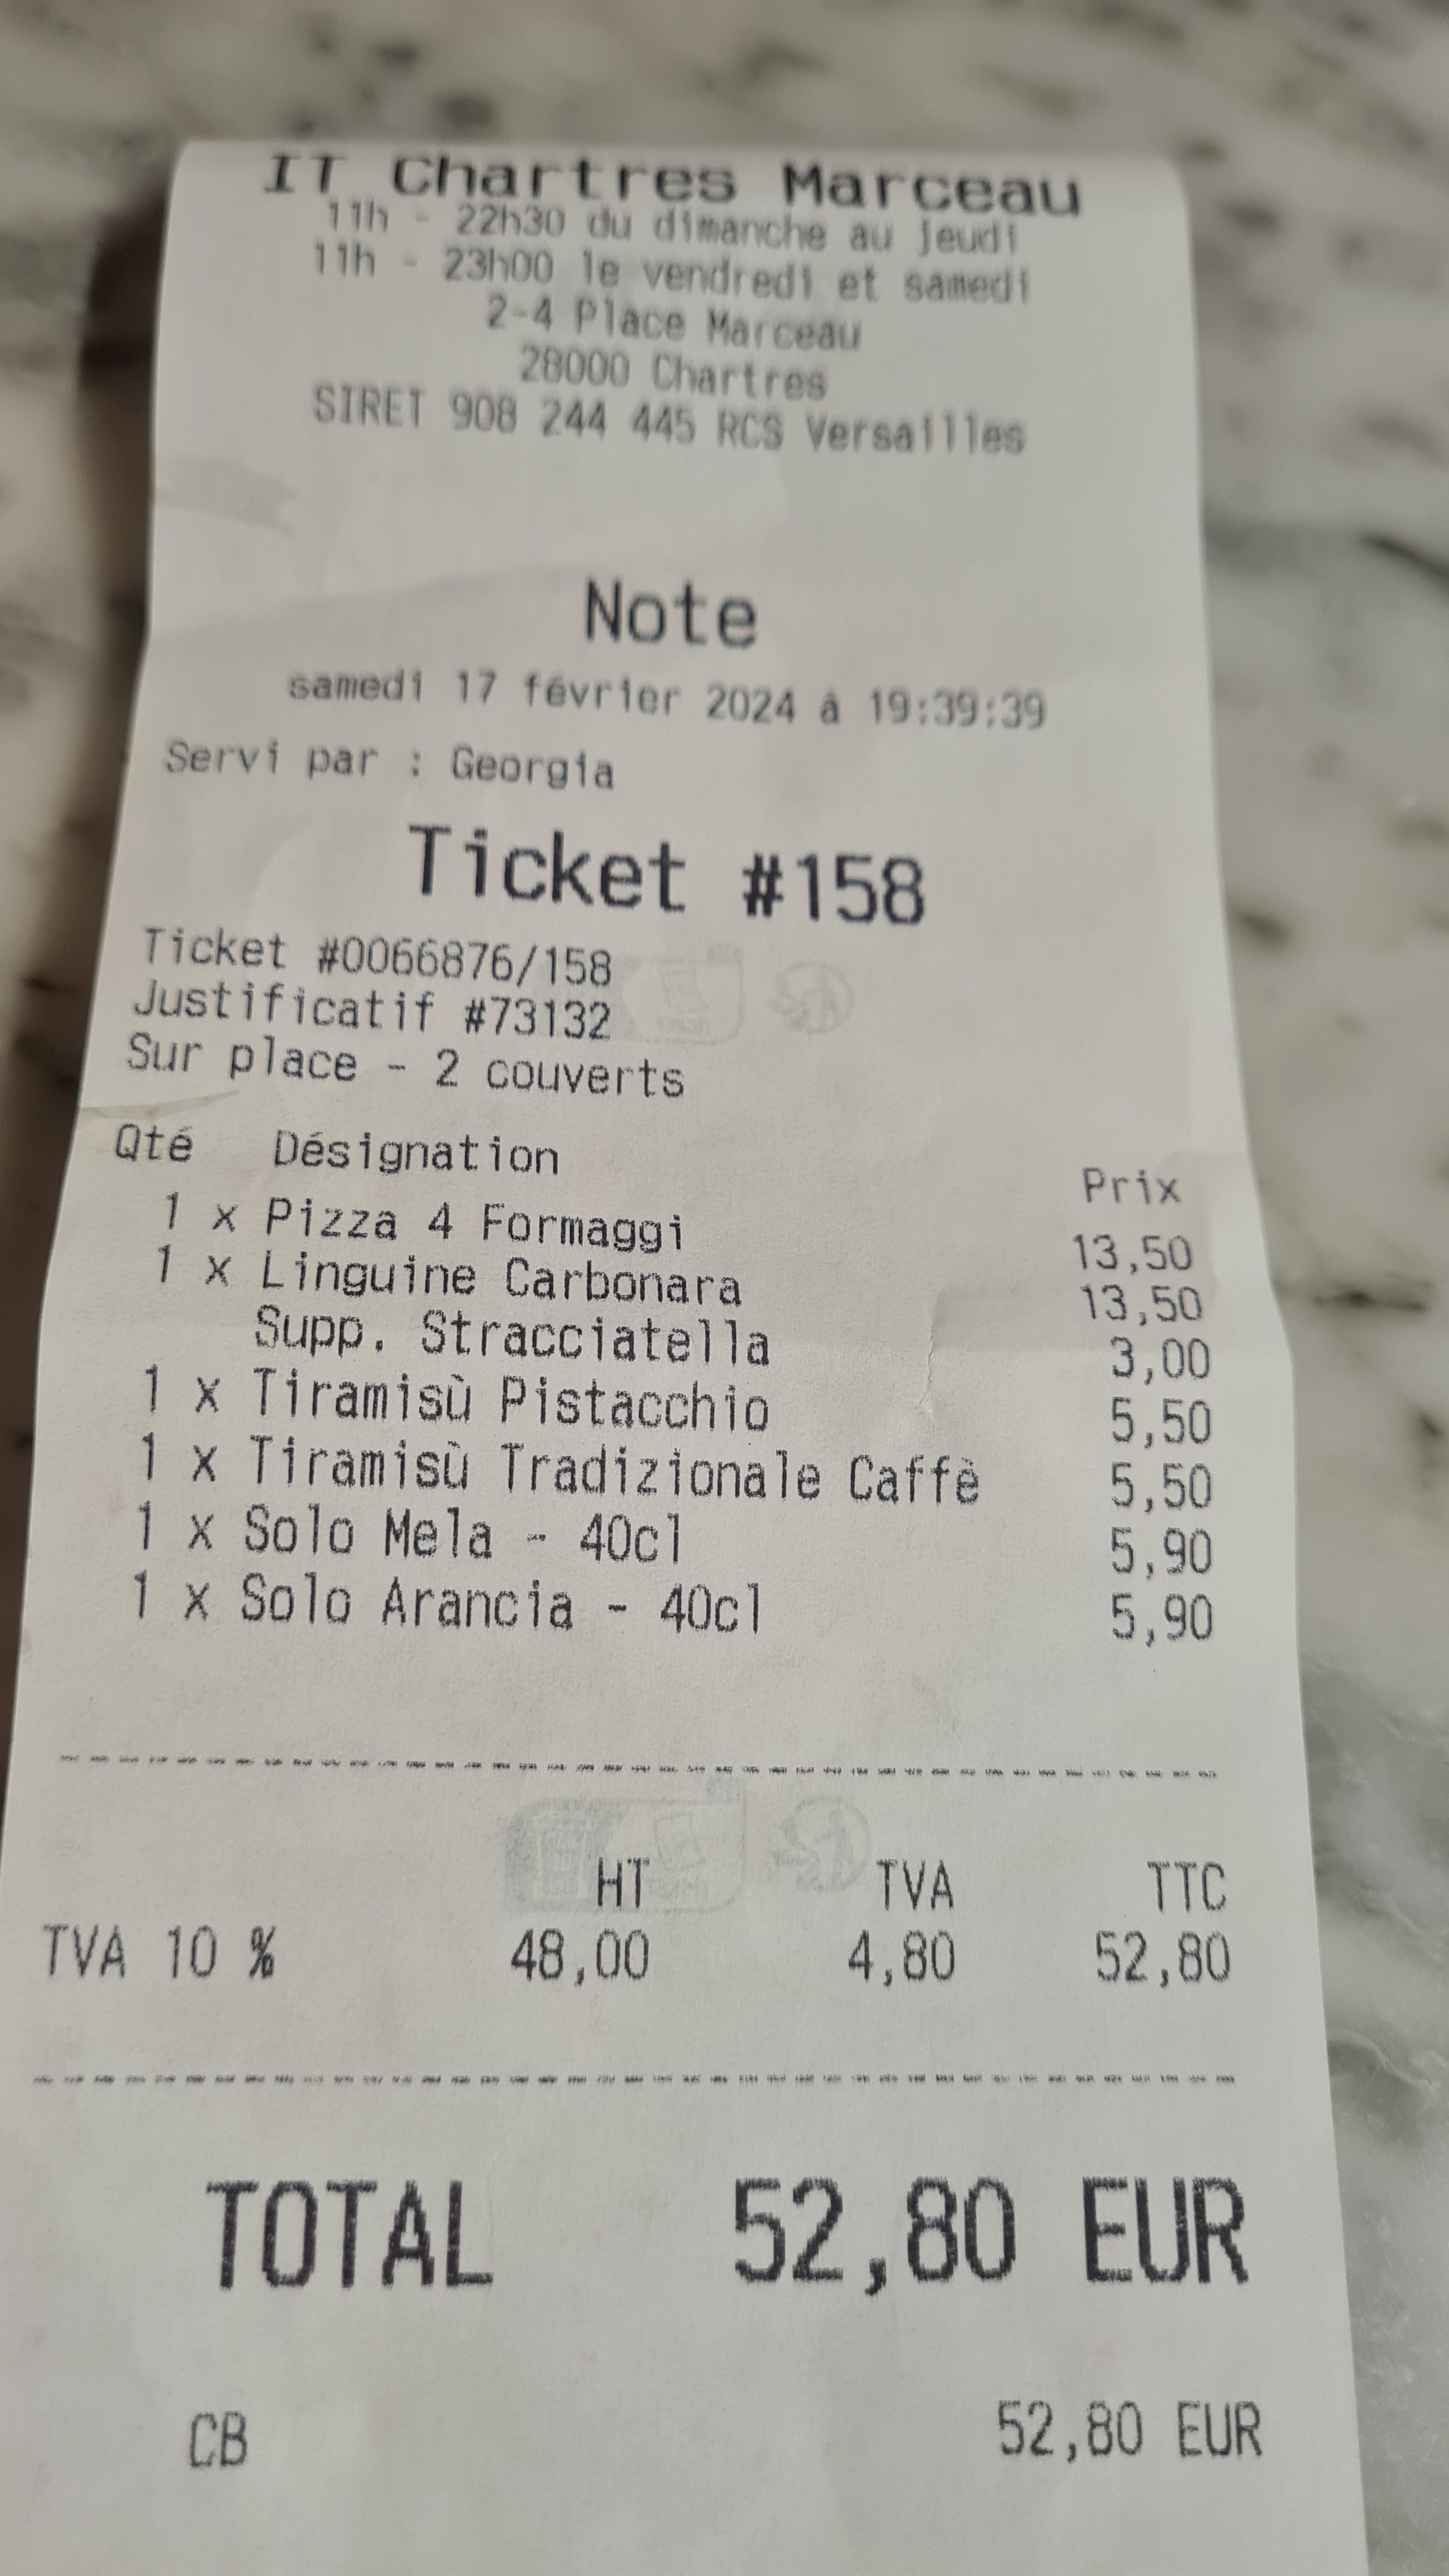 IT Chartres Marceau
11h - 22h30 du dimanche au jeudi
11h - 23h00 le vendredi et samedi
2-4 Place Marceau
28000 Chartres
SIRET 908 244 445 RCS Versailles
Note
samedi 17 février 2024 à 19:39:39
Servi par : Georgia
Ticket #158
Ticket #0066876/158
Justificatif #73132
Sur place - 2 couverts
Qté Désignation Prix
1 x Pizza 4 Formaggi 13,50
1 x Linguine Carbonara 13,50
Supp. Stracciatella 3,00
1 x Tiramisù Pistacchio 5,50
1 x Tiramisù Tradizionale Caffè 5,50
1 x Solo Mela - 40cl 5,90
1 x Solo Arancia - 40cl 5,90
HT TVA TTC
TVA 10 % 48,00 4,80 52,80
TOTAL 52,80 EUR
CB 52,80 EUR